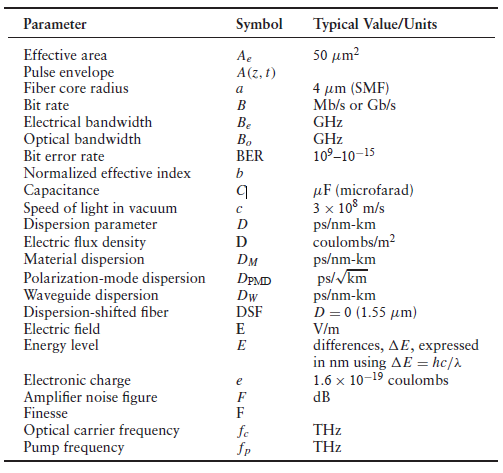 Parameter Symbol Typical Value/Units
Effective area Ae 50 μm²
Pulse envelope A(z, t)
Fiber core radius a 4 μm (SMF)
Bit rate B Mb/s or Gb/s
Electrical bandwidth Be GHz
Optical bandwidth Bo GHz
Bit error rate BER 10⁹–10⁻¹⁵
Normalized effective index b
Capacitance C μF (microfarad)
Speed of light in vacuum c 3 × 10⁸ m/s
Dispersion parameter D ps/nm-km
Electric flux density D coulombs/m²
Material dispersion DM ps/nm-km
Polarization-mode dispersion DPMD ps/√km
Waveguide dispersion DW ps/nm-km
Dispersion-shifted fiber DSF D = 0 (1.55 μm)
Electric field E V/m
Energy level E differences, ΔE, expressed
in nm using ΔE = hc/λ
Electronic charge e 1.6 × 10⁻¹⁹ coulombs
Amplifier noise figure F dB
Finesse F
Optical carrier frequency fc THz
Pump frequency fp THz